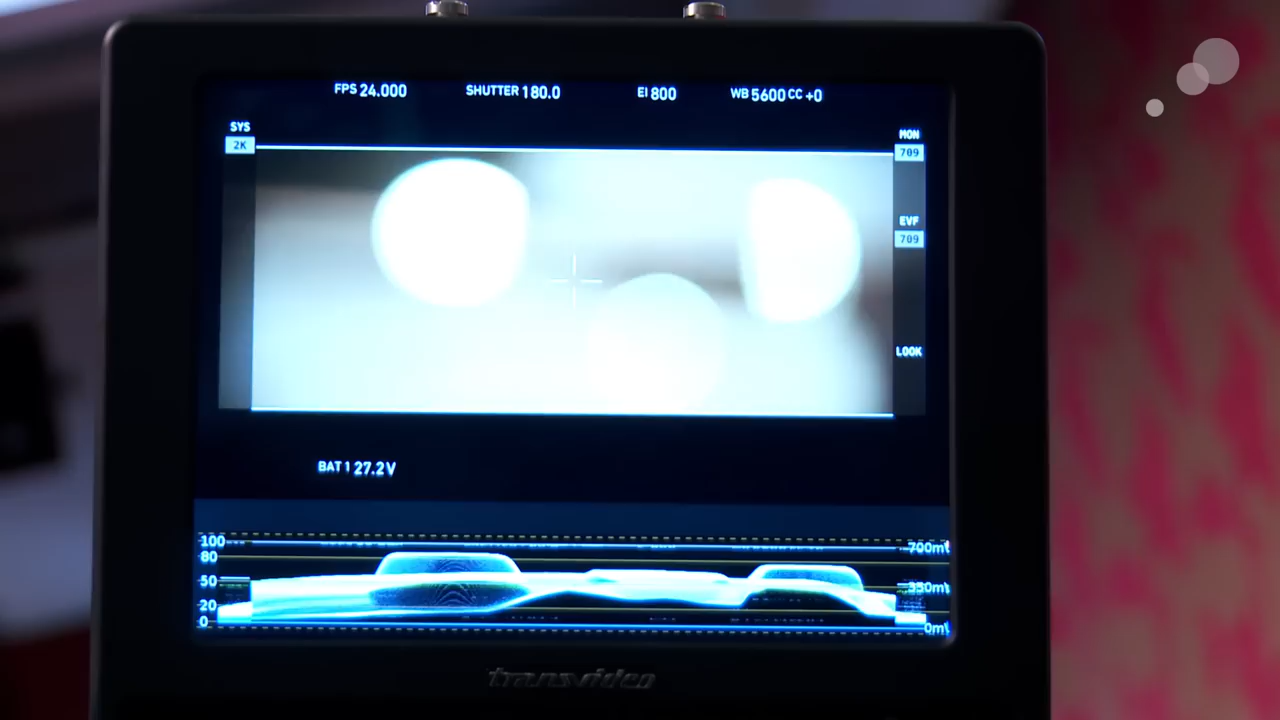 FPS 24.000 SHUTTER 180.0 EI 800 WB 5600 CC +0
SYS
2K
MON
709
EVF
709
LOOK
BAT 1 27.2V
100
80
50
20
0
700mV
350mV
0mV
transvideo